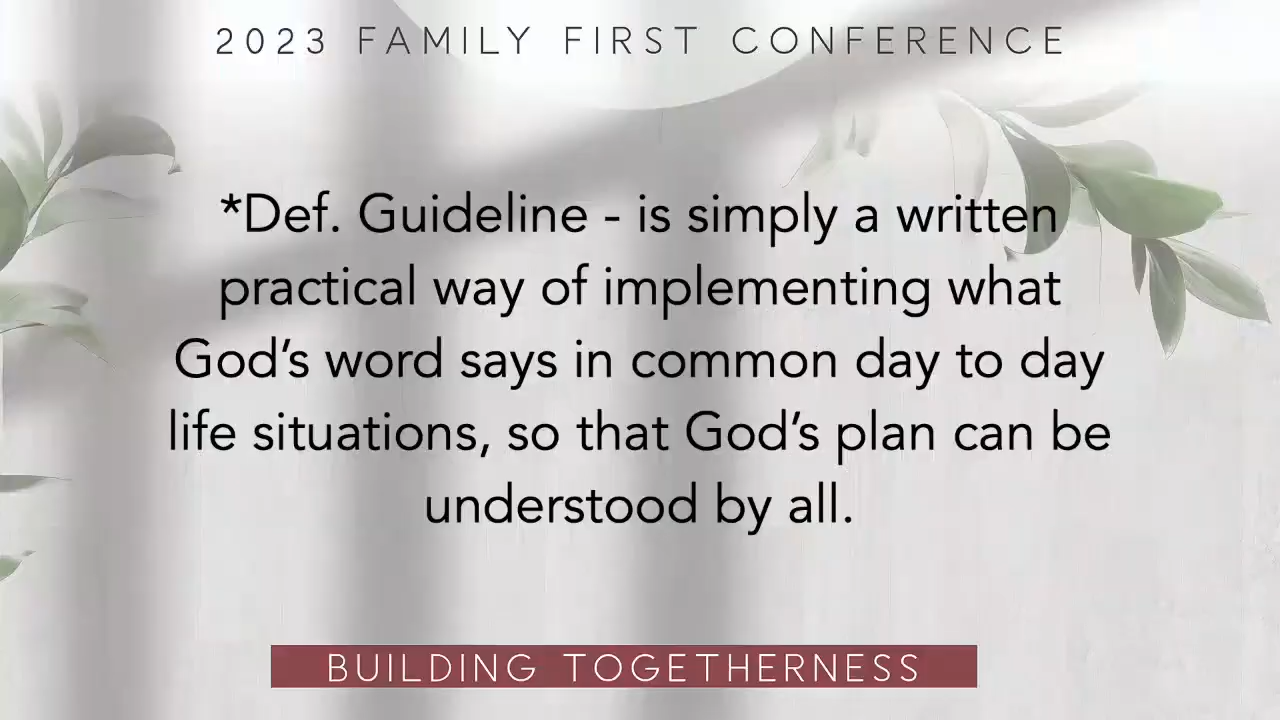 2023 FAMILY FIRST CONFERENCE
*Def. Guideline - is simply a written
practical way of implementing what
God’s word says in common day to day
life situations, so that God’s plan can be
understood by all.
BUILDING TOGETHERNESS